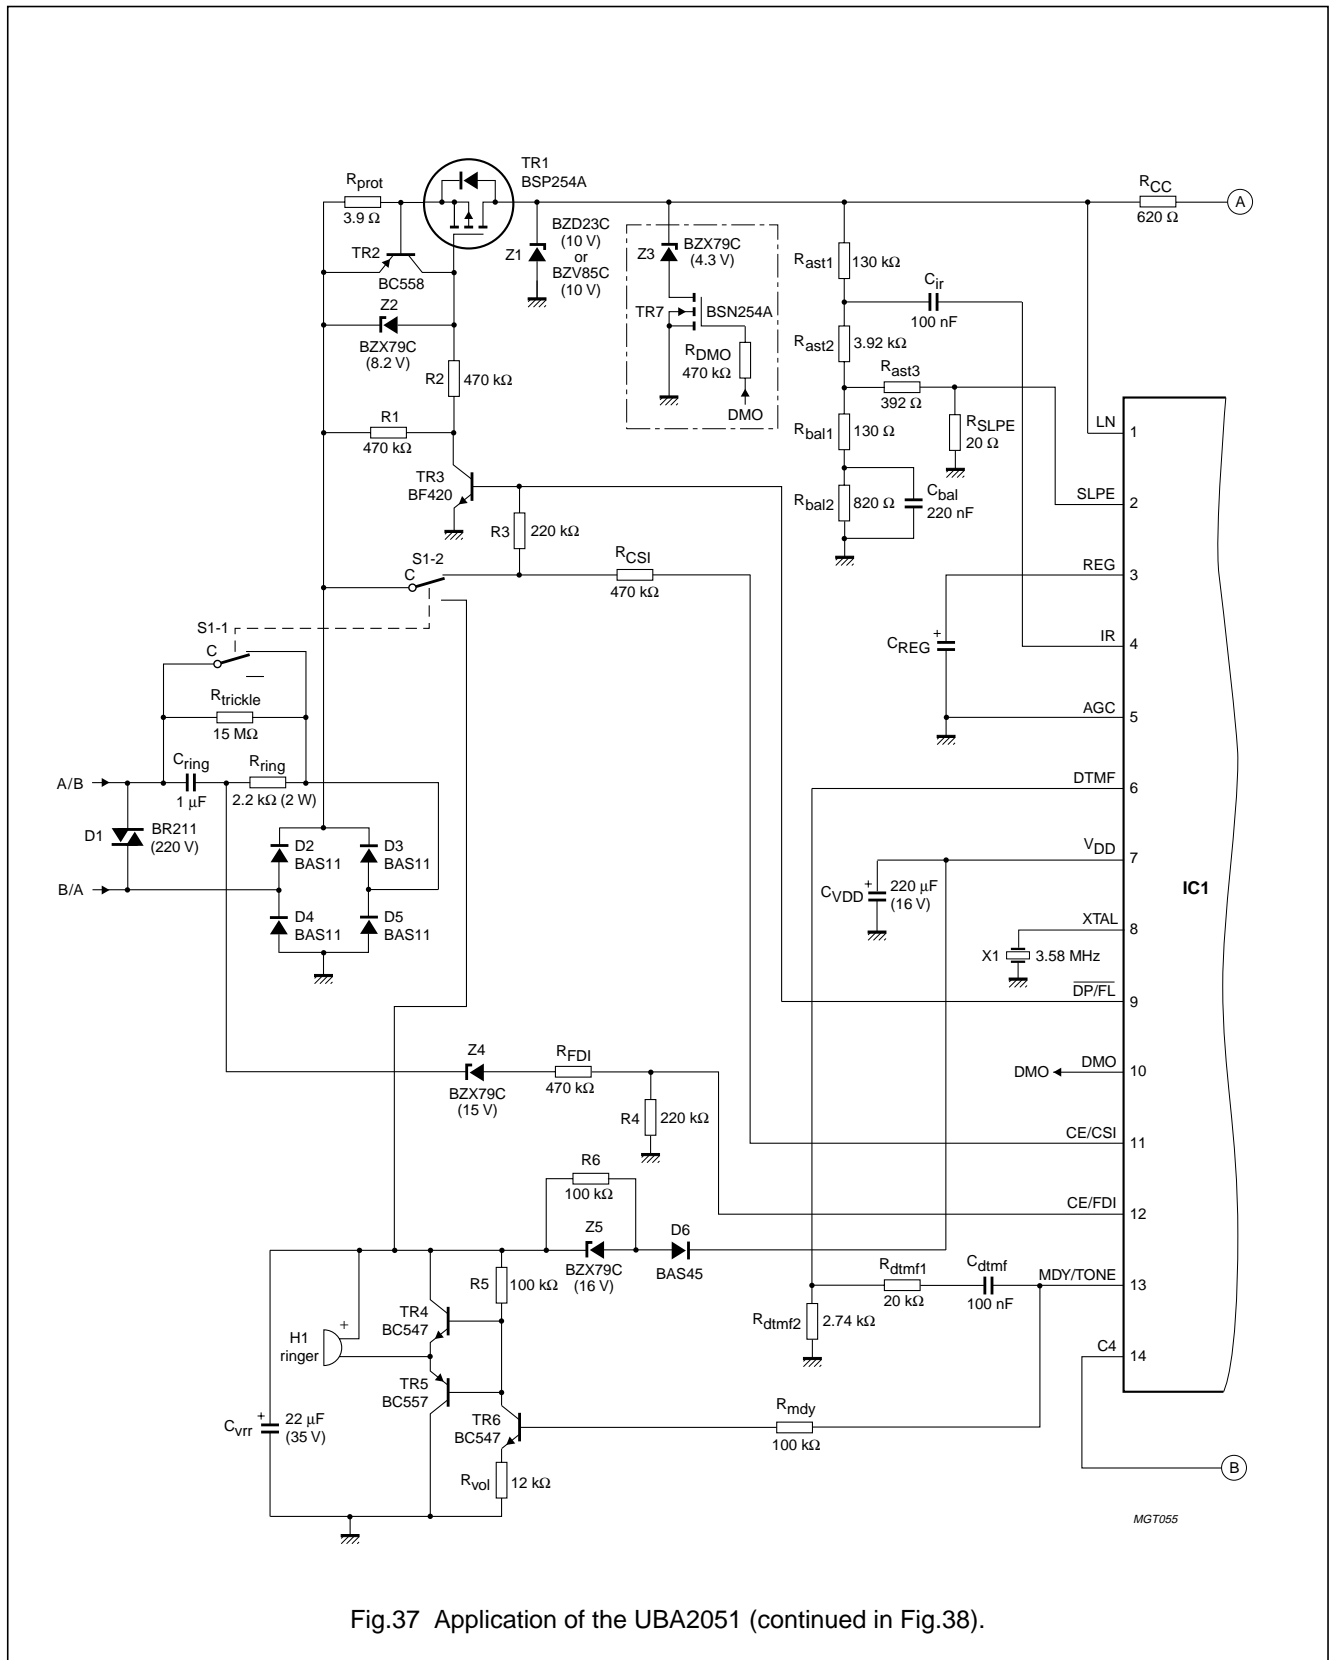 TR1
BSP254A
Rprot
3.9 Ω
RCC
620 Ω
A
TR2
BC558
Z1
BZD23C
(10 V)
or
BZV85C
(10 V)
Z3
BZX79C
(4.3 V)
TR7
BSN254A
RDMO
470 kΩ
DMO
Rast1
130 kΩ
Cir
100 nF
Z2
BZX79C
(8.2 V)
Rast2
3.92 kΩ
R2
470 kΩ
Rast3
392 Ω
R1
470 kΩ
Rbal1
130 Ω
RSLPE
20 Ω
LN
1
TR3
BF420
R3
220 kΩ
Rbal2
820 Ω
Cbal
220 nF
SLPE
2
S1-2
C
RCSI
470 kΩ
REG
3
S1-1
C
CREG
+
IR
4
Rtrickle
15 MΩ
AGC
5
A/B
Cring
1 μF
Rring
2.2 kΩ (2 W)
DTMF
6
D1
BR211
(220 V)
D2
BAS11
D3
BAS11
B/A
VDD
7
CVDD
+
220 μF
(16 V)
IC1
D4
BAS11
D5
BAS11
XTAL
8
X1
3.58 MHz
DP/FL
9
Z4
BZX79C
(15 V)
RFDI
470 kΩ
DMO
DMO
10
R4
220 kΩ
CE/CSI
11
R6
100 kΩ
CE/FDI
12
Z5
BZX79C
(16 V)
D6
BAS45
R5
100 kΩ
Rdtmf1
20 kΩ
Cdtmf
100 nF
MDY/TONE
13
TR4
BC547
H1
ringer
+
Rdtmf2
2.74 kΩ
C4
14
TR5
BC557
Cvrr
+
22 μF
(35 V)
TR6
BC547
Rmdy
100 kΩ
Rvol
12 kΩ
B
MGT055
Fig.37 Application of the UBA2051 (continued in Fig.38).